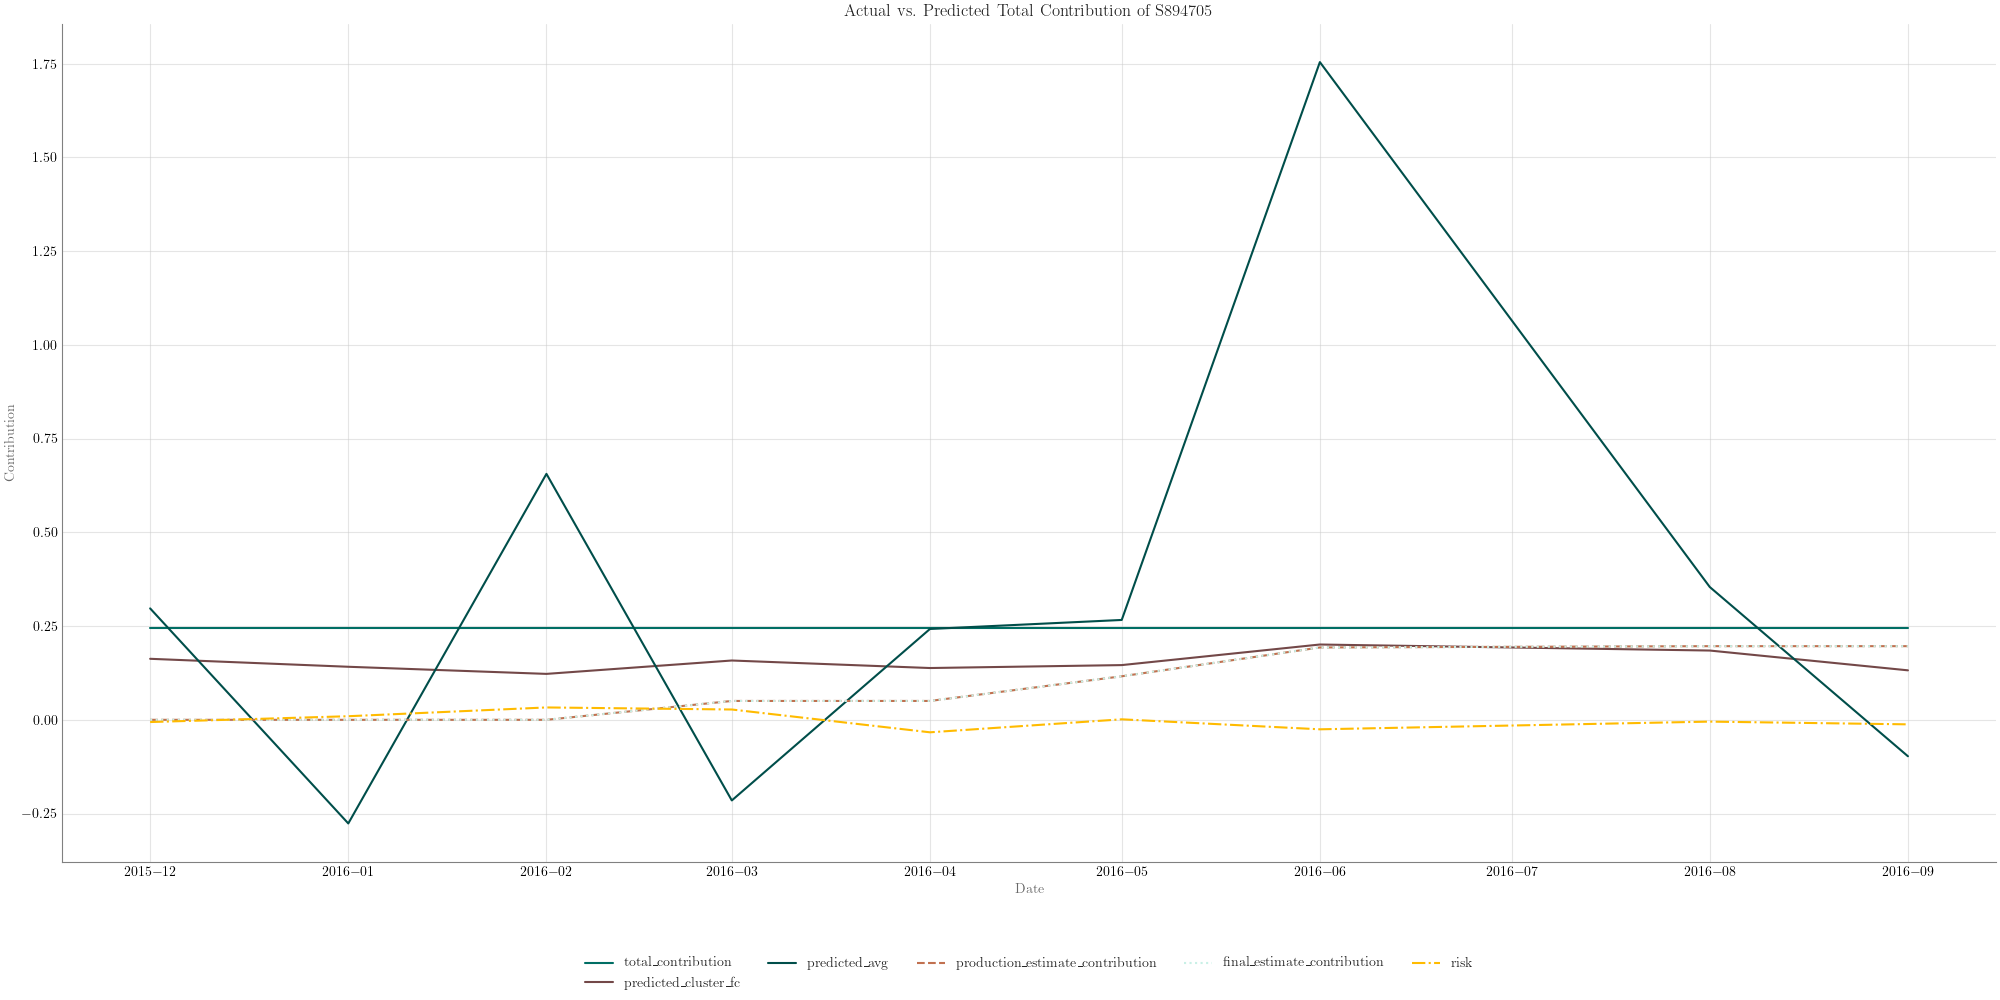 Actual vs. Predicted Total Contribution of S894705
1.75
1.50
1.25
1.00
0.75
0.50
0.25
0.00
−0.25
Contribution
2015−12 2016−01 2016−02 2016−03 2016−04 2016−05 2016−06 2016−07 2016−08 2016−09
Date
total_contribution predicted_avg production_estimate_contribution final_estimate_contribution risk
predicted_cluster_fc